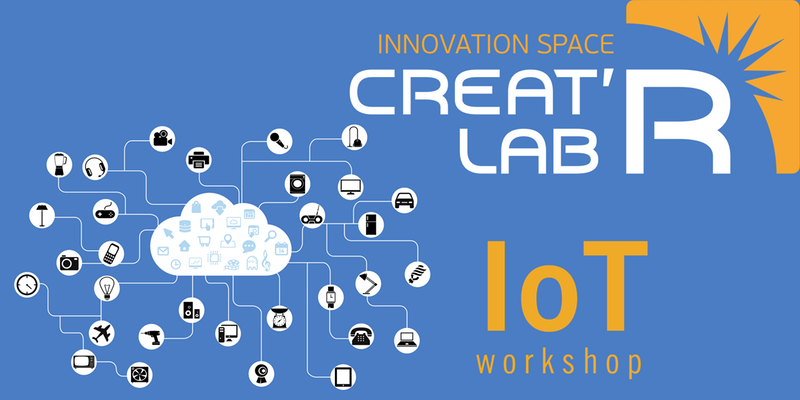 INNOVATION SPACE
CREAT'R
LAB
IoT
workshop